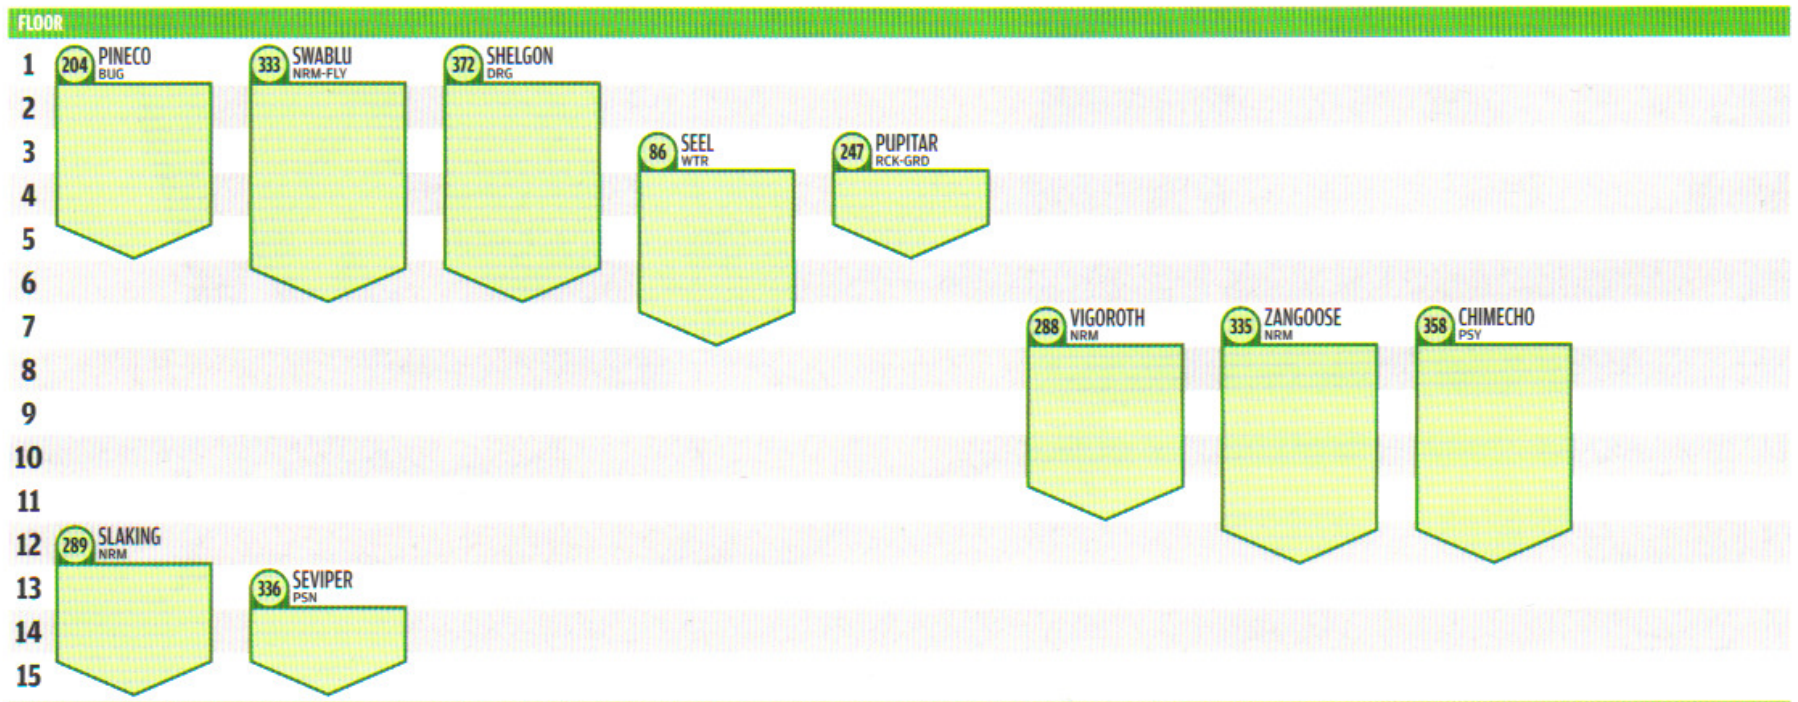 FLOOR
1
204 PINECO
BUG
333 SWABLU
NRM-FLY
372 SHELGON
DRG
2
3
86 SEEL
WTR
247 PUPITAR
RCK-GRD
4
5
6
7
288 VIGOROTH
NRM
335 ZANGOOSE
NRM
358 CHIMECHO
PSY
8
9
10
11
12
289 SLAKING
NRM
13
336 SEVIPER
PSN
14
15